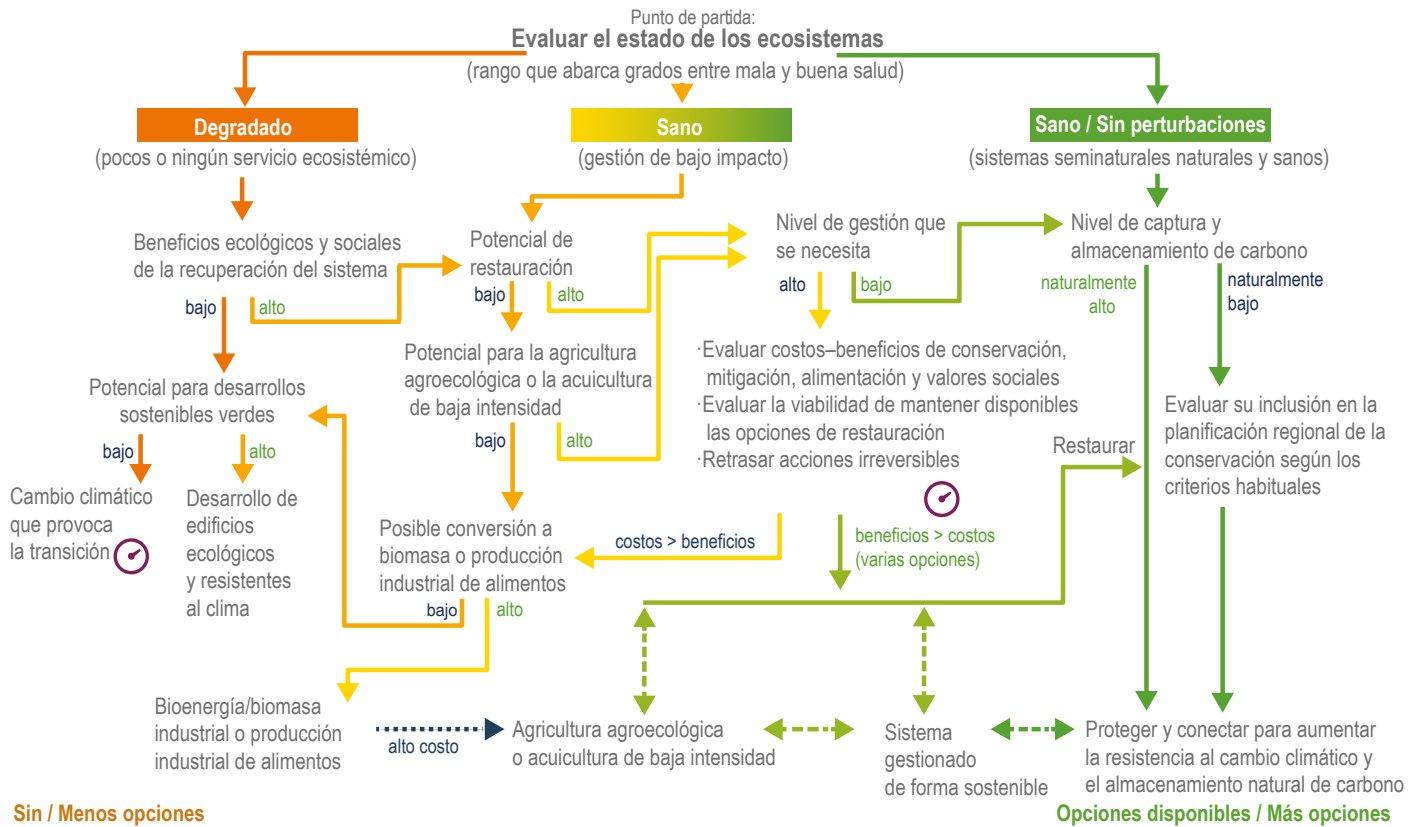 Punto de partida:
Evaluar el estado de los ecosistemas
(rango que abarca grados entre mala y buena salud)
Degradado
(pocos o ningún servicio ecosistémico)
Sano
(gestión de bajo impacto)
Sano / Sin perturbaciones
(sistemas seminaturales naturales y sanos)
Beneficios ecológicos y sociales
de la recuperación del sistema
bajo
alto
Potencial de
restauración
bajo
alto
Nivel de gestión que
se necesita
alto
bajo
Nivel de captura y
almacenamiento de carbono
naturalmente
alto
naturalmente
bajo
Potencial para desarrollos
sostenibles verdes
bajo
alto
Potencial para la agricultura
agroecológica o la acuicultura
de baja intensidad
bajo
alto
·Evaluar costos–beneficios de conservación,
mitigación, alimentación y valores sociales
·Evaluar la viabilidad de mantener disponibles
las opciones de restauración
·Retrasar acciones irreversibles
Restaurar
Evaluar su inclusión en la
planificación regional de la
conservación según los
criterios habituales
Cambio climático
que provoca
la transición
Desarrollo de
edificios
ecológicos
y resistentes
al clima
Posible conversión a
biomasa o producción
industrial de alimentos
bajo
alto
costos > beneficios
beneficios > costos
(varias opciones)
Bioenergía/biomasa
industrial o producción
industrial de alimentos
alto costo
Agricultura agroecológica
o acuicultura de baja intensidad
Sistema
gestionado
de forma sostenible
Proteger y conectar para aumentar
la resistencia al cambio climático y
el almacenamiento natural de carbono
Sin / Menos opciones
Opciones disponibles / Más opciones